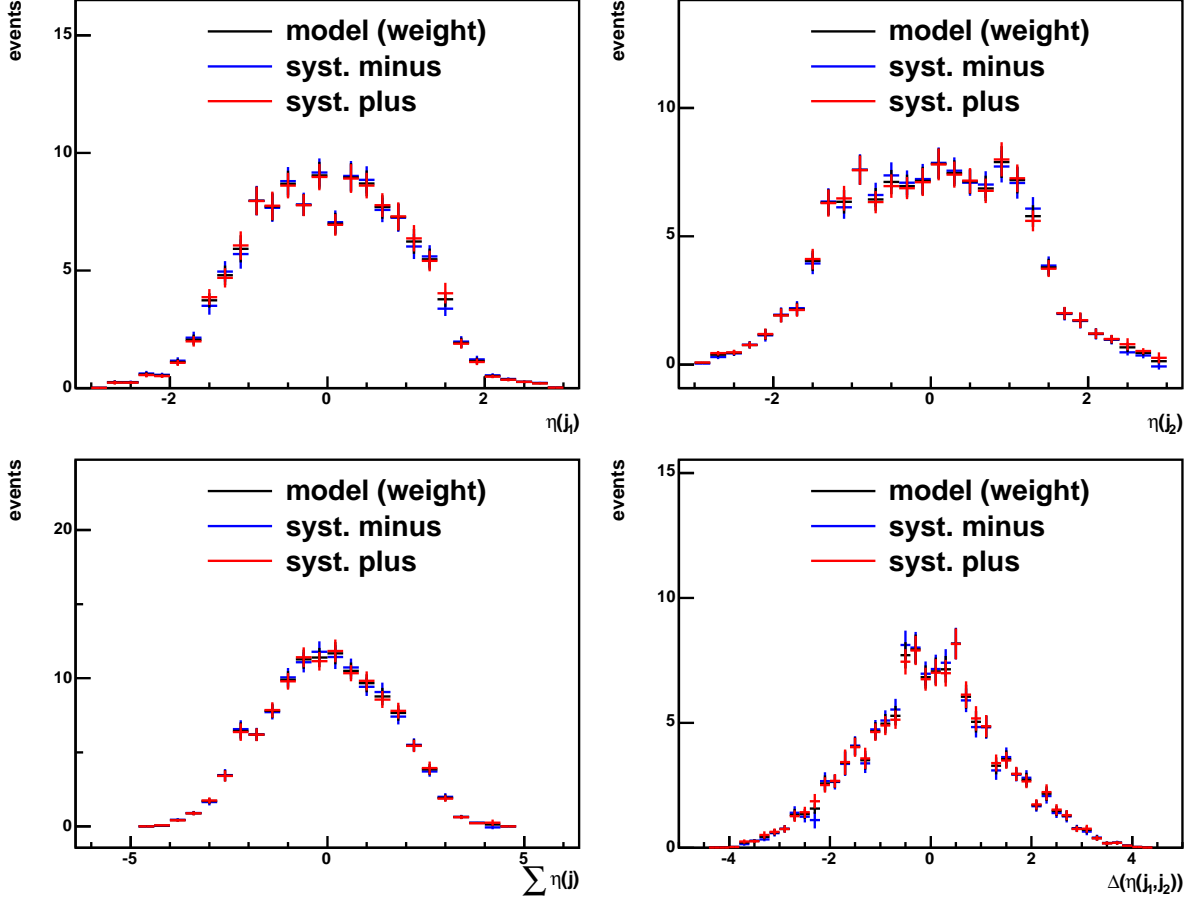 events
15
10
5
0
model (weight)
syst. minus
syst. plus
-2 0 2
η(j₁)
events
10
5
0
model (weight)
syst. minus
syst. plus
-2 0 2
η(j₂)
events
20
10
0
model (weight)
syst. minus
syst. plus
-5 0 5
∑ η(j)
events
15
10
5
0
model (weight)
syst. minus
syst. plus
-4 -2 0 2 4
Δ(η(j₁,j₂))